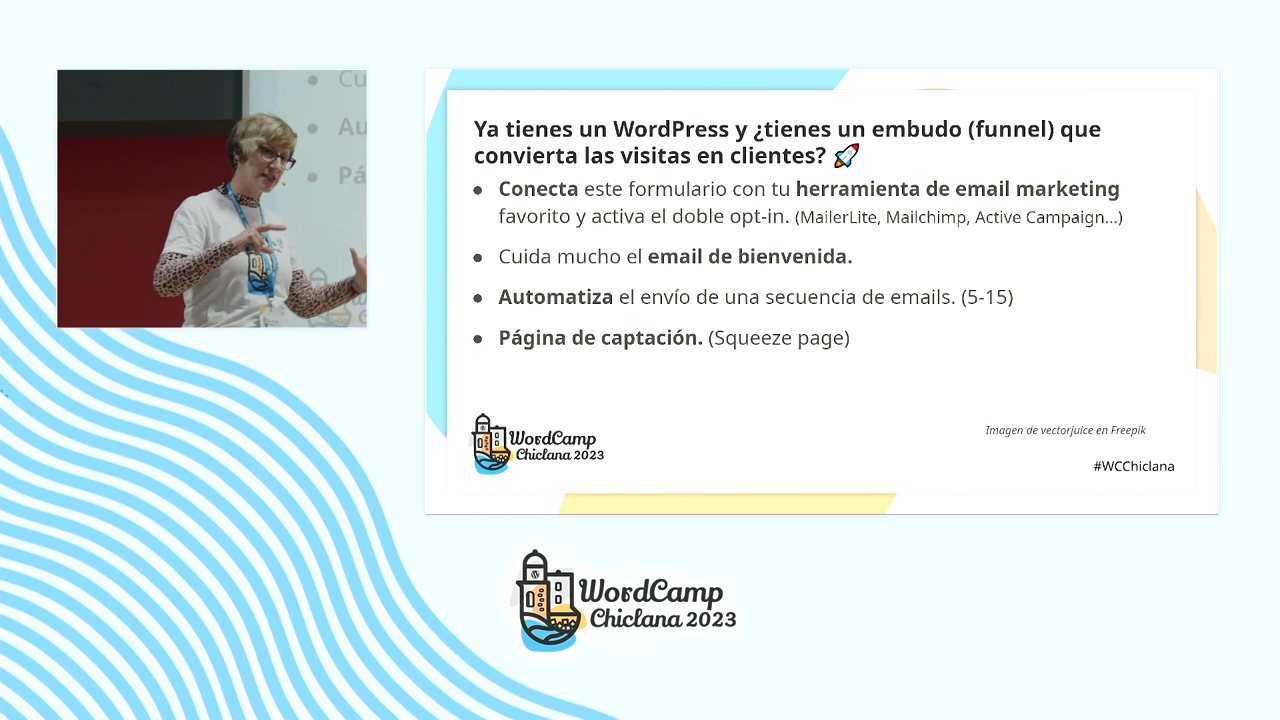 Cu
Au
Pá
Ya tienes un WordPress y ¿tienes un embudo (funnel) que
convierta las visitas en clientes? 🚀
● Conecta este formulario con tu herramienta de email marketing
favorito y activa el doble opt-in. (MailerLite, Mailchimp, Active Campaign...)
● Cuida mucho el email de bienvenida.
● Automatiza el envío de una secuencia de emails. (5-15)
● Página de captación. (Squeeze page)
WordCamp
Chiclana 2023
Imagen de vectorjuice en Freepik
#WCChiclana
WordCamp
Chiclana 2023